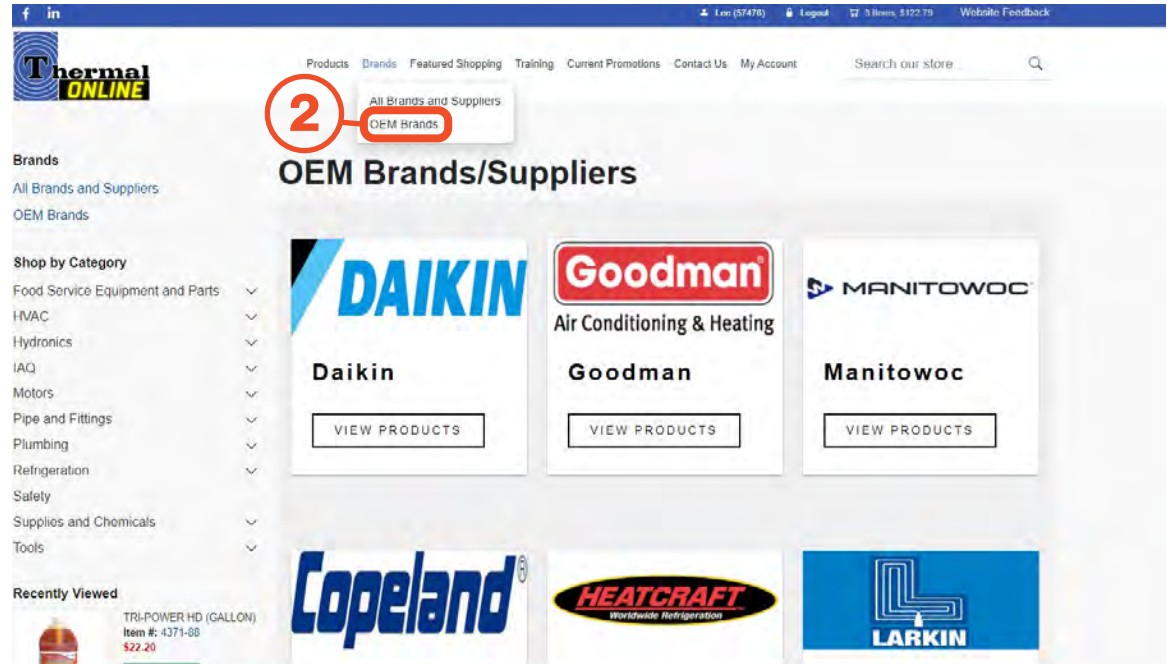 f in
Lori (57476) Logout 3 Items, $122.79 Website Feedback
Thermal
ONLINE
Products Brands Featured Shopping Training Current Promotions Contact Us My Account Search our store...
All Brands and Suppliers
2
OEM Brands
Brands
All Brands and Suppliers
OEM Brands
OEM Brands/Suppliers
Shop by Category
Food Service Equipment and Parts
HVAC
Hydronics
IAQ
Motors
Pipe and Fittings
Plumbing
Refrigeration
Safety
Supplies and Chemicals
Tools
Recently Viewed
TRI-POWER HD (GALLON)
Item #: 4371-88
$22.20
DAIKIN
Daikin
VIEW PRODUCTS
Goodman
Air Conditioning & Heating
Goodman
VIEW PRODUCTS
MANITOWOC
Manitowoc
VIEW PRODUCTS
Copeland®
HEATCRAFT
Worldwide Refrigeration
LARKIN